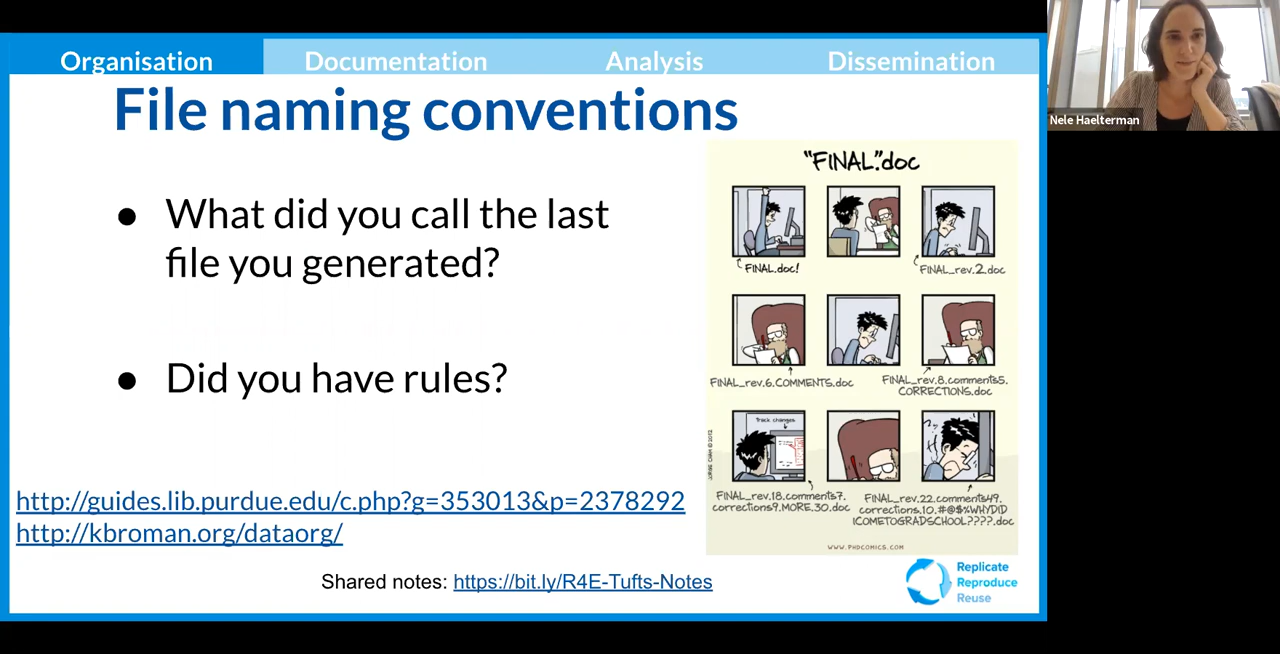 Organisation Documentation Analysis Dissemination
File naming conventions
● What did you call the last
file you generated?
● Did you have rules?
http://guides.lib.purdue.edu/c.php?g=353013&p=2378292
http://kbroman.org/dataorg/
Shared notes: https://bit.ly/R4E-Tufts-Notes
"FINAL".doc
FINAL.doc!
FINAL_rev.2.doc
FINAL_rev.6.COMMENTS.doc
FINAL_rev.8.comments5.
CORRECTIONS.doc
Track changes
FINAL_rev.18.comments7.
corrections9.MORE.30.doc
FINAL_rev.22.comments49.
corrections.10.#@$%WHYDID
ICOMETOGRADSCHOOL????.doc
WWW.PHDCOMICS.COM
Replicate
Reproduce
Reuse
Nele Haelterman